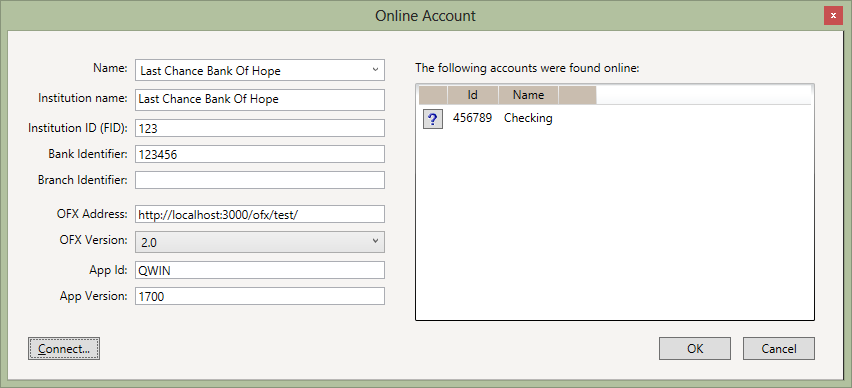 Online Account
x
Name: Last Chance Bank Of Hope
Institution name: Last Chance Bank Of Hope
Institution ID (FID): 123
Bank Identifier: 123456
Branch Identifier:
OFX Address: http://localhost:3000/ofx/test/
OFX Version: 2.0
App Id: QWIN
App Version: 1700
Connect...
The following accounts were found online:
Id Name
? 456789 Checking
OK Cancel